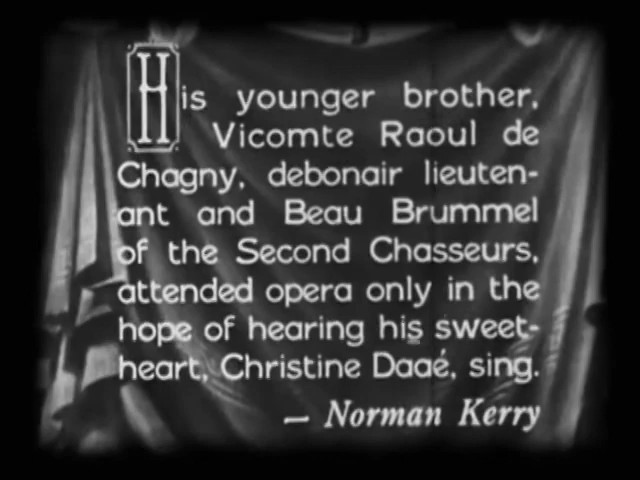 His younger brother,
Vicomte Raoul de
Chagny, debonair lieuten-
ant and Beau Brummel
of the Second Chasseurs,
attended opera only in the
hope of hearing his sweet-
heart, Christine Daaé, sing.
— Norman Kerry